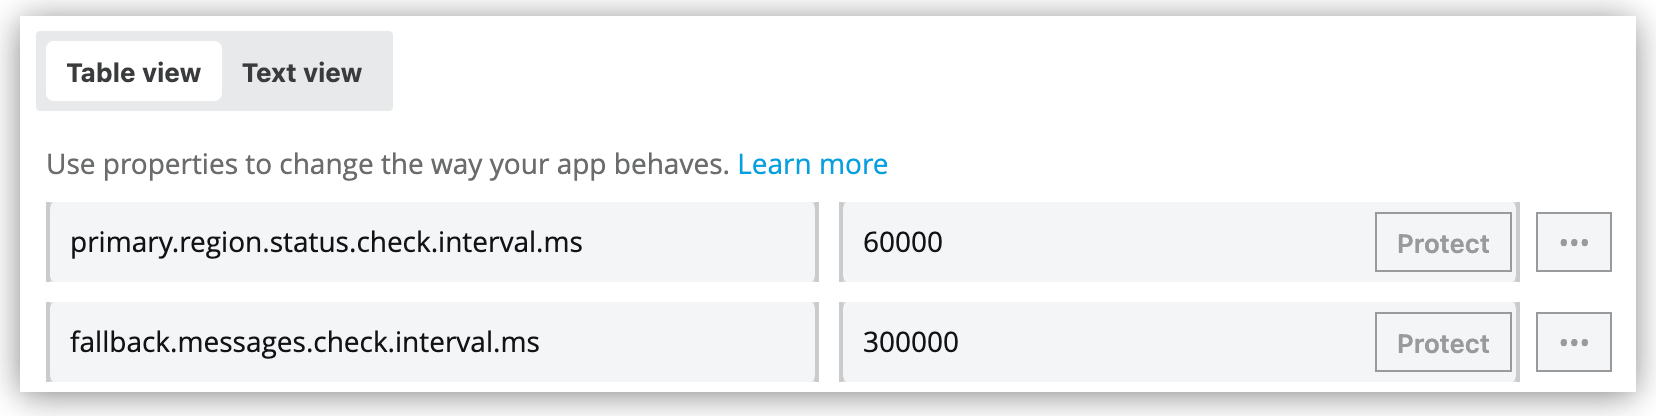 Table view Text view
Use properties to change the way your app behaves. Learn more
primary.region.status.check.interval.ms 60000 Protect ...
fallback.messages.check.interval.ms 300000 Protect ...